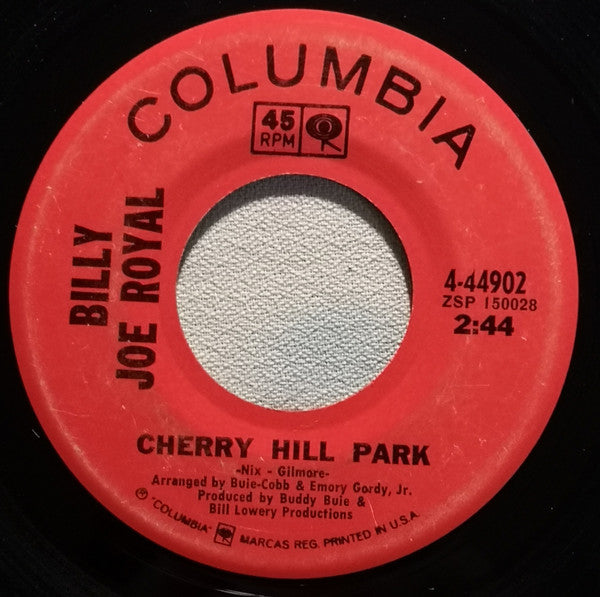 COLUMBIA
45
RPM
BILLY
JOE ROYAL
4-44902
ZSP 150028
2:44
CHERRY HILL PARK
-Nix - Gilmore-
Arranged by Buie-Cobb & Emory Gordy, Jr.
Produced by Buddy Buie &
Bill Lowery Productions
℗ "COLUMBIA" MARCAS REG. PRINTED IN U.S.A.